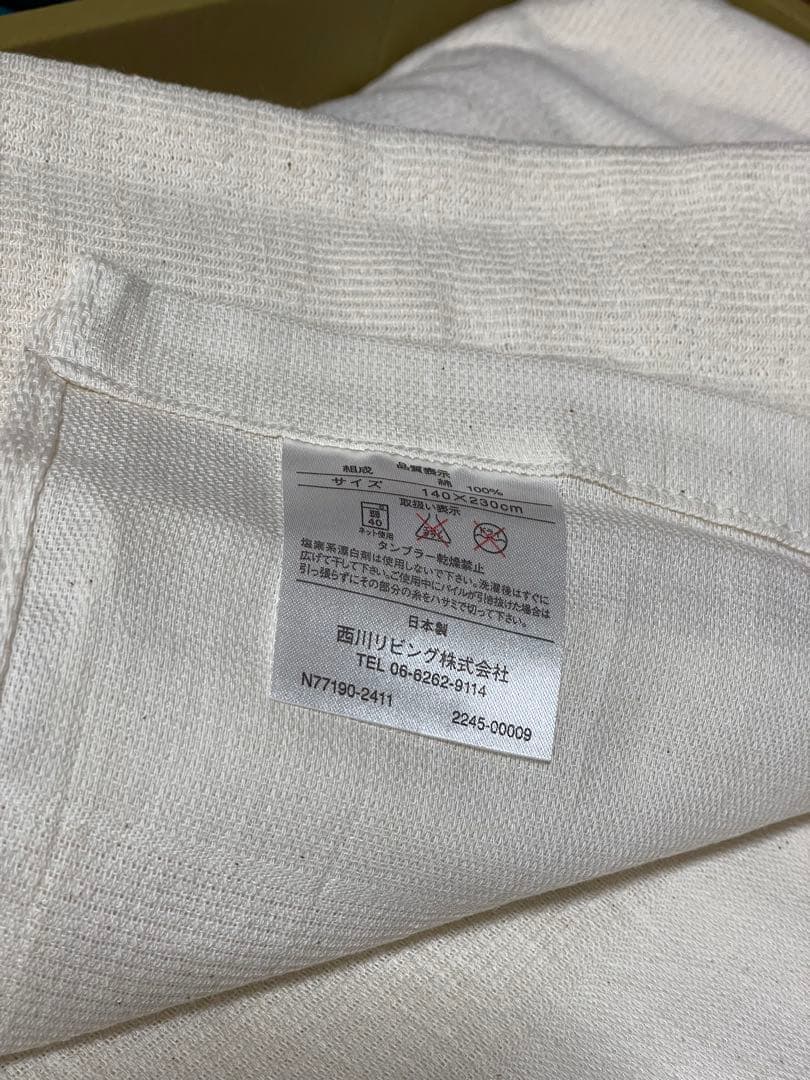 品質表示
組成 綿 100%
サイズ 140×230cm
取扱い表示
40
ネット使用
タンブラー乾燥禁止
塩素系漂白剤は使用しないで下さい。洗濯後はすぐに
広げて干して下さい。ご使用中にパイルが引き抜けた場合は
引っ張らずにその部分の糸をハサミで切って下さい。
日本製
西川リビング株式会社
TEL 06-6262-9114
N77190-2411 2245-00009